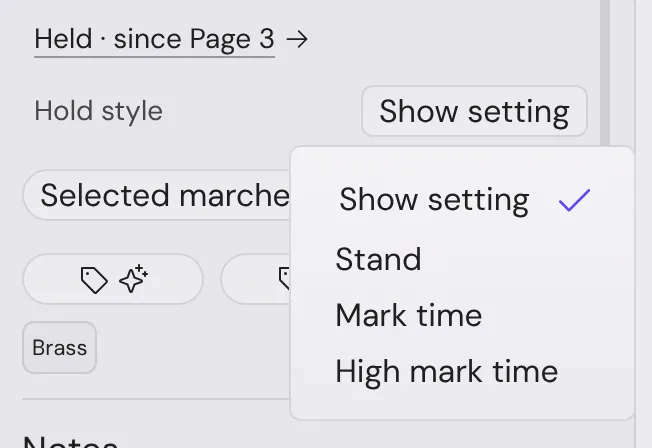 Held · since Page 3 →
Hold style
Show setting
Selected marche
Show setting
Stand
Mark time
High mark time
Brass
Notes